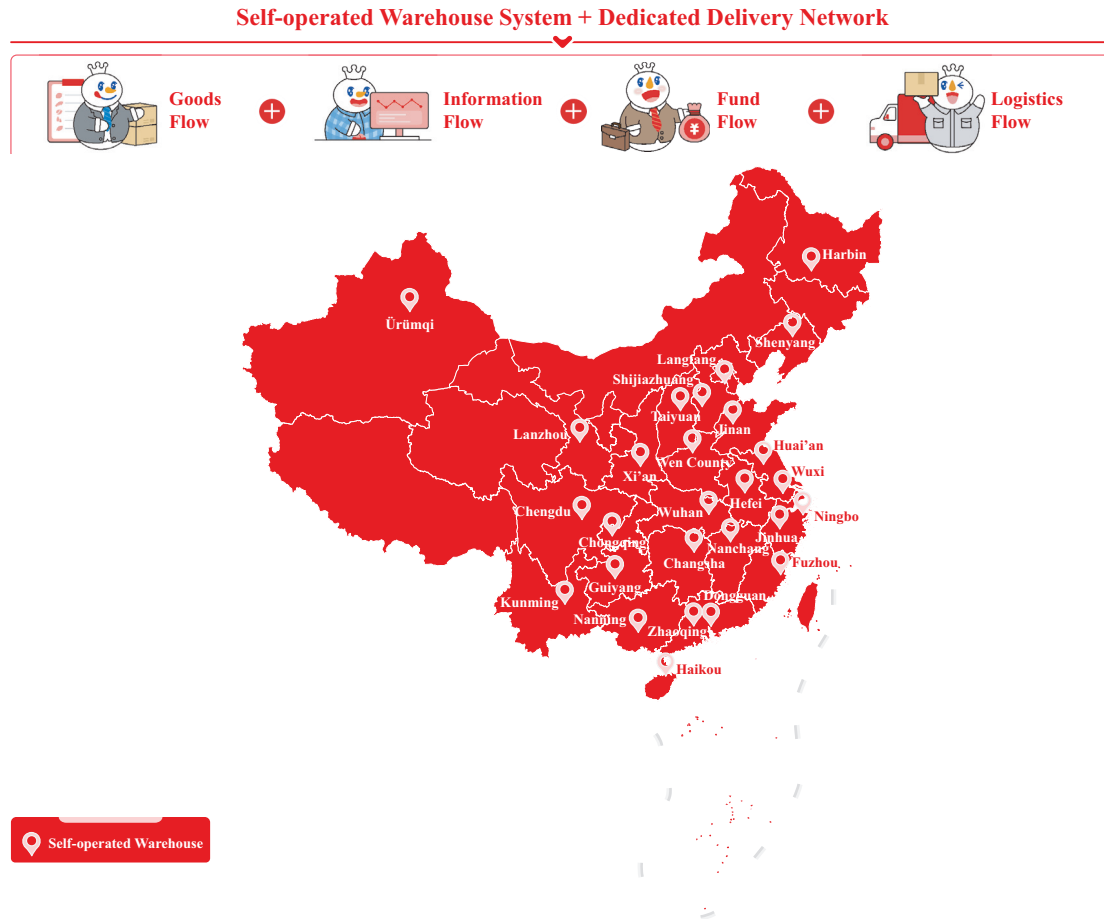 Self-operated Warehouse System + Dedicated Delivery Network
Goods
Flow
Information
Flow
¥
Fund
Flow
Logistics
Flow
Harbin
Ürümqi
Shenyang
Langfang
Shijiazhuang
Taiyuan
Jinan
Lanzhou
Huai'an
Wen County
Wuxi
Xi'an
Hefei
Chengdu
Wuhan
Ningbo
Chongqing
Jinhua
Nanchang
Changsha
Fuzhou
Guiyang
Dongguan
Kunming
Nanning
Zhaoqing
Haikou
Self-operated Warehouse